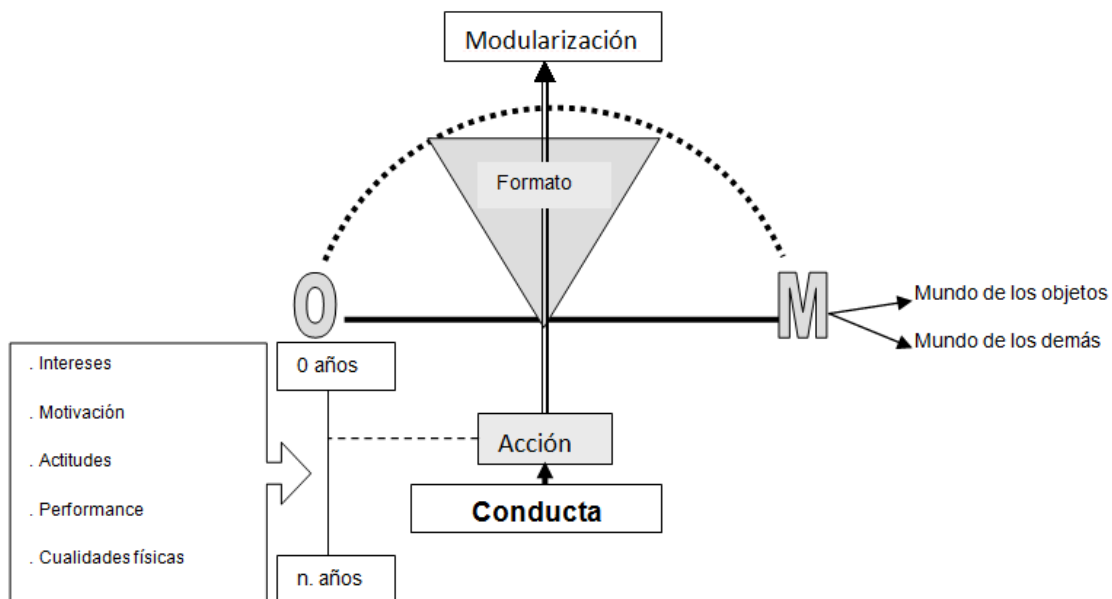 Modularización
Formato
O
M
Mundo de los objetos
Mundo de los demás
. Intereses
. Motivación
. Actitudes
. Performance
. Cualidades físicas
0 años
n. años
Acción
Conducta